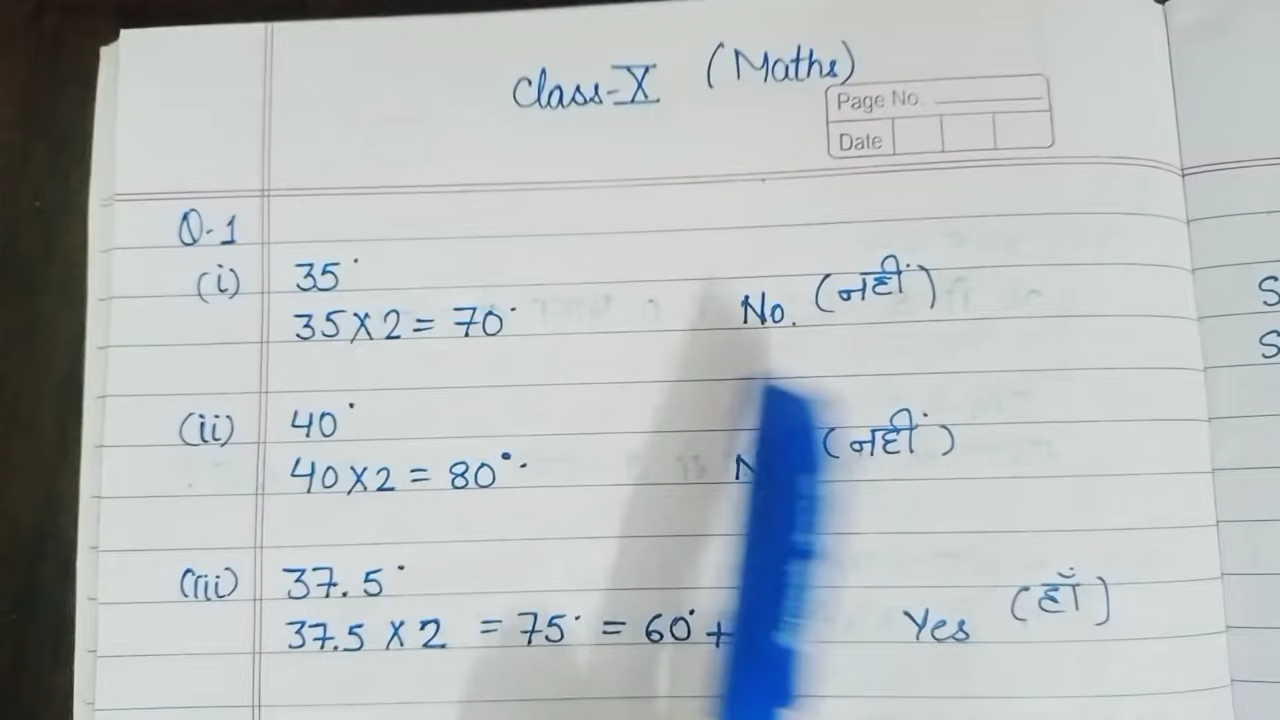 Class-X (Maths)
Page No.
Date
Q-1
(i) 35°
35×2 = 70° No. (नहीं)
(ii) 40°
40×2 = 80°. (नहीं)
(iii) 37.5°
37.5 × 2 = 75° = 60° + Yes (हाँ)
S
S